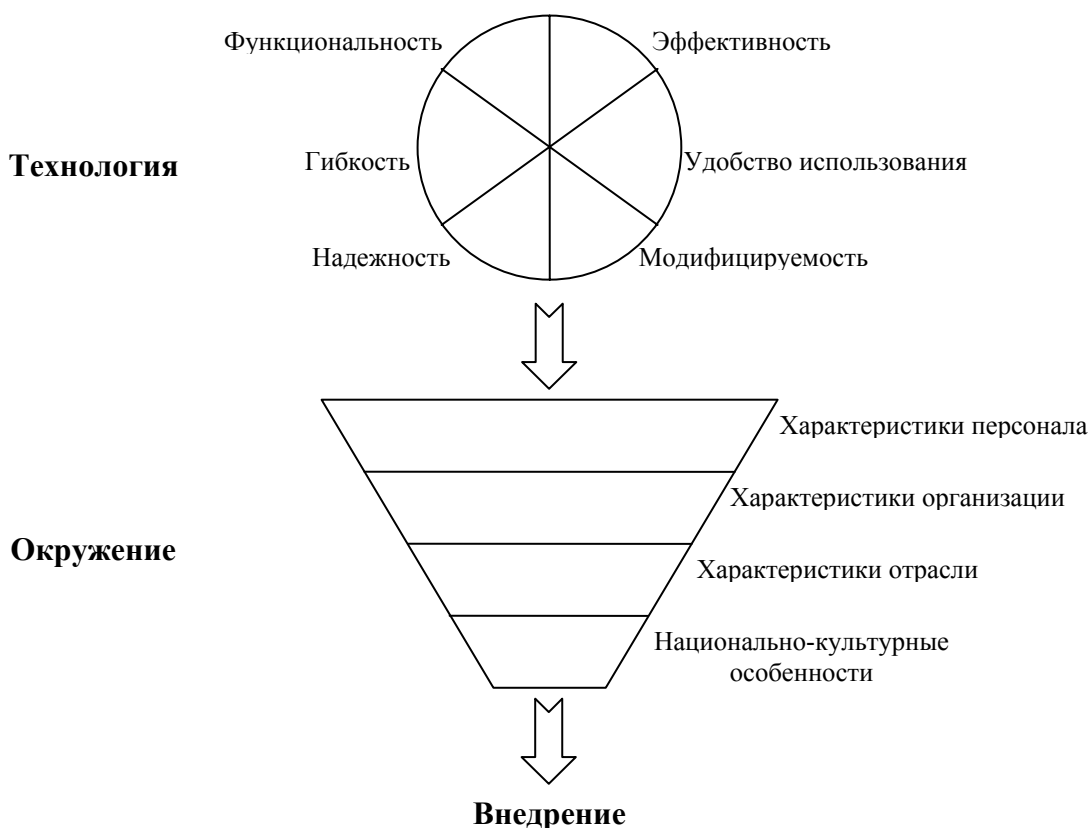 Функциональность
Эффективность
Технология
Гибкость
Удобство использования
Надежность
Модифицируемость
Характеристики персонала
Характеристики организации
Окружение
Характеристики отрасли
Национально-культурные
особенности
Внедрение